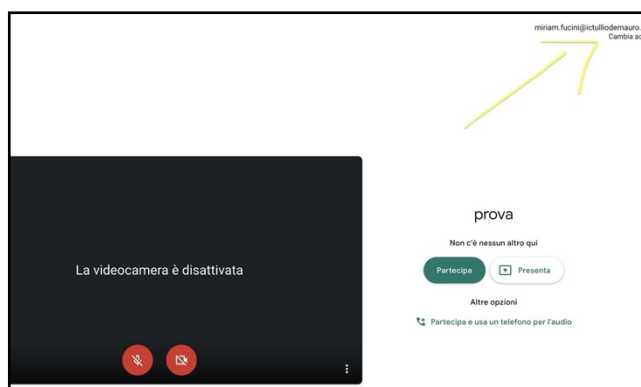 miriam.fucini@ictulliodemauro.
Cambia ac
La videocamera è disattivata
prova
Non c'è nessun altro qui
Partecipa
Presenta
Altre opzioni
Partecipa e usa un telefono per l'audio